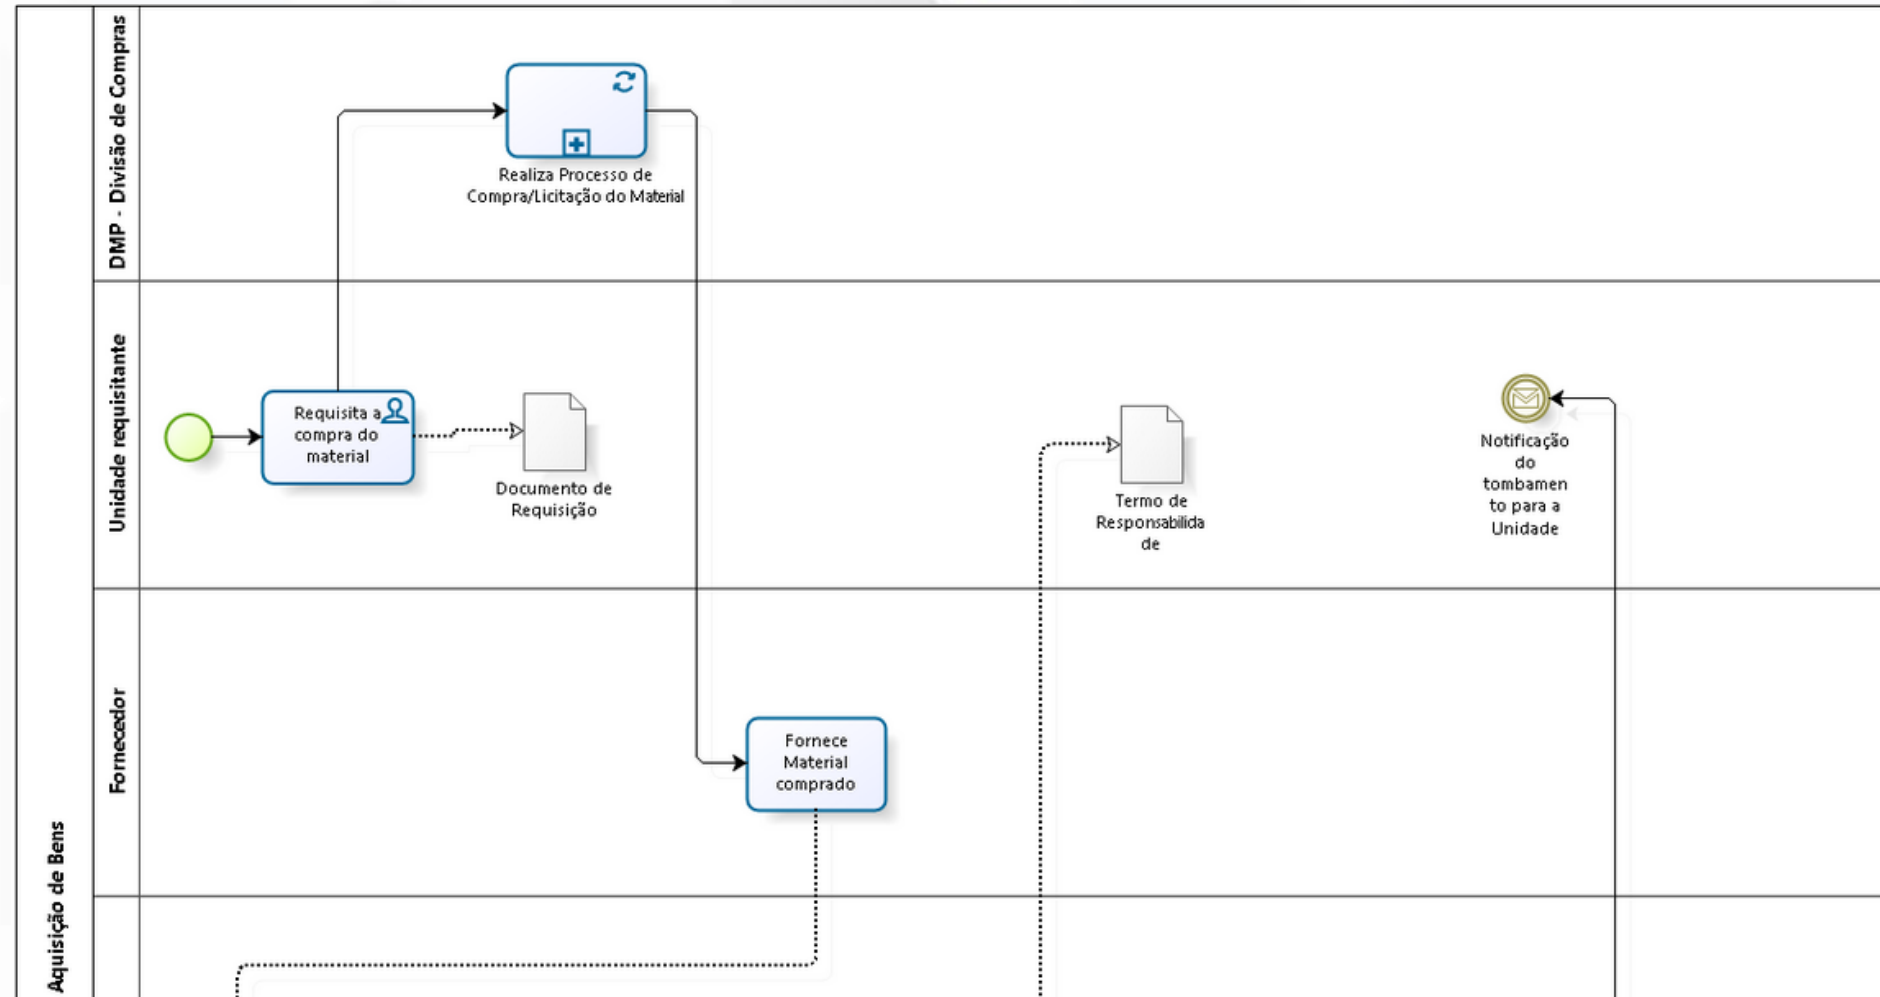 DMP - Divisão de Compras
Realiza Processo de
Compra/Licitação do Material
Unidade requisitante
Requisita a
compra do
material
Documento de
Requisição
Termo de
Responsabilida
de
Notificação
do
tombamen
to para a
Unidade
Fornecedor
Fornece
Material
comprado
Aquisição de Bens